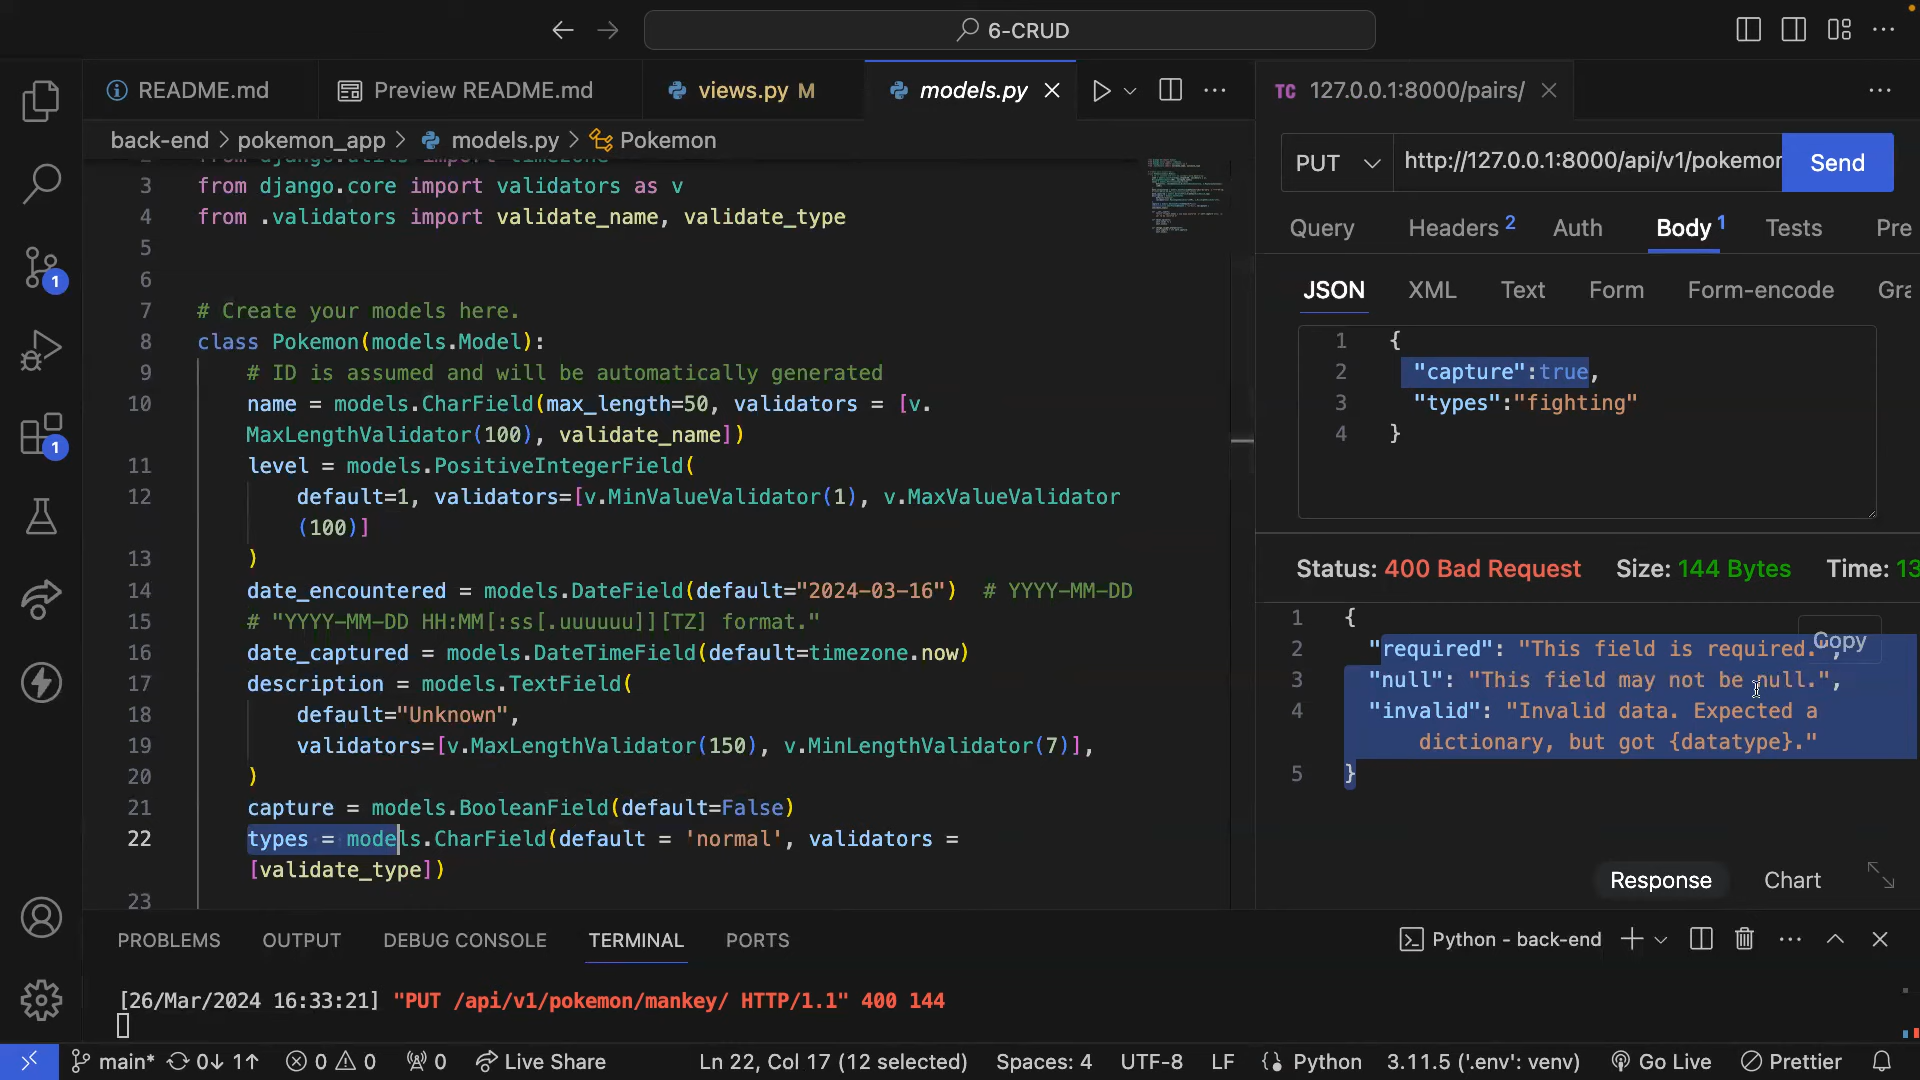 6-CRUD
README.md
Preview README.md
views.py M
models.py
TC 127.0.0.1:8000/pairs/
back-end > pokemon_app > models.py > Pokemon
from django.utils import timezone
3 from django.core import validators as v
4 from .validators import validate_name, validate_type
5
6
7 # Create your models here.
8 class Pokemon(models.Model):
9 # ID is assumed and will be automatically generated
10 name = models.CharField(max_length=50, validators = [v.
MaxLengthValidator(100), validate_name])
11 level = models.PositiveIntegerField(
12 default=1, validators=[v.MinValueValidator(1), v.MaxValueValidator
(100)]
13 )
14 date_encountered = models.DateField(default="2024-03-16")  # YYYY-MM-DD
15 # "YYYY-MM-DD HH:MM[:ss[.uuuuuu]][TZ] format."
16 date_captured = models.DateTimeField(default=timezone.now)
17 description = models.TextField(
18 default="Unknown",
19 validators=[v.MaxLengthValidator(150), v.MinLengthValidator(7)],
20 )
21 capture = models.BooleanField(default=False)
22 types = models.CharField(default = 'normal', validators =
[validate_type])
23
PUT http://127.0.0.1:8000/api/v1/pokemon Send
Query Headers 2 Auth Body 1 Tests Pre
JSON XML Text Form Form-encode Gra
1 {
2 "capture":true,
3 "types":"fighting"
4 }
Status: 400 Bad Request Size: 144 Bytes Time: 13
1 {
Copy
2 "required": "This field is required.",
3 "null": "This field may not be null.",
4 "invalid": "Invalid data. Expected a
dictionary, but got {datatype}."
5 }
Response Chart
PROBLEMS OUTPUT DEBUG CONSOLE TERMINAL PORTS
Python - back-end
[26/Mar/2024 16:33:21] "PUT /api/v1/pokemon/mankey/ HTTP/1.1" 400 144
1
1
main* 0↓ 1↑ 0 0 0 Live Share Ln 22, Col 17 (12 selected) Spaces: 4 UTF-8 LF Python 3.11.5 ('.env': venv) Go Live Prettier